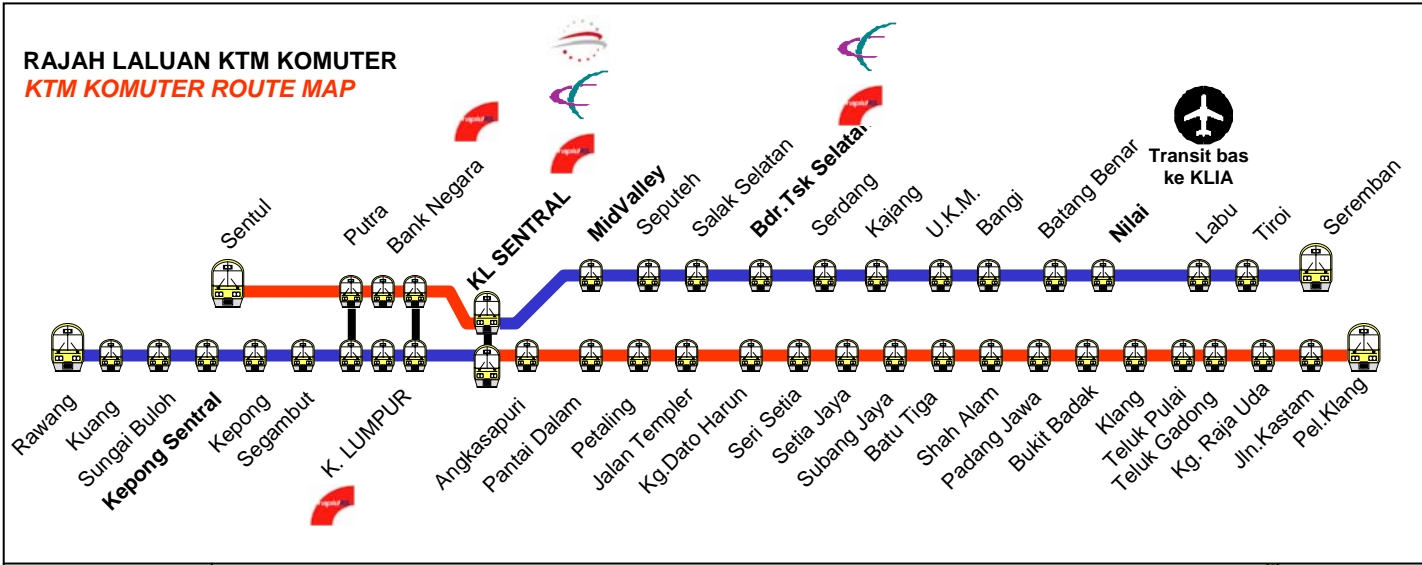 RAJAH LALUAN KTM KOMUTER
KTM KOMUTER ROUTE MAP
rapidKL
rapidKL
rapidKL
Transit bas
ke KLIA
Sentul
Putra
Bank Negara
KL SENTRAL
MidValley
Seputeh
Salak Selatan
Bdr.Tsk Selatan
Serdang
Kajang
U.K.M.
Bangi
Batang Benar
Nilai
Labu
Tiroi
Seremban
Rawang
Kuang
Sungai Buloh
Kepong Sentral
Kepong
Segambut
K. LUMPUR
Angkasapuri
Pantai Dalam
Petaling
Jalan Templer
Kg.Dato Harun
Seri Setia
Setia Jaya
Subang Jaya
Batu Tiga
Shah Alam
Padang Jawa
Bukit Badak
Klang
Teluk Pulai
Teluk Gadong
Kg. Raja Uda
Jln.Kastam
Pel.Klang
rapidKL